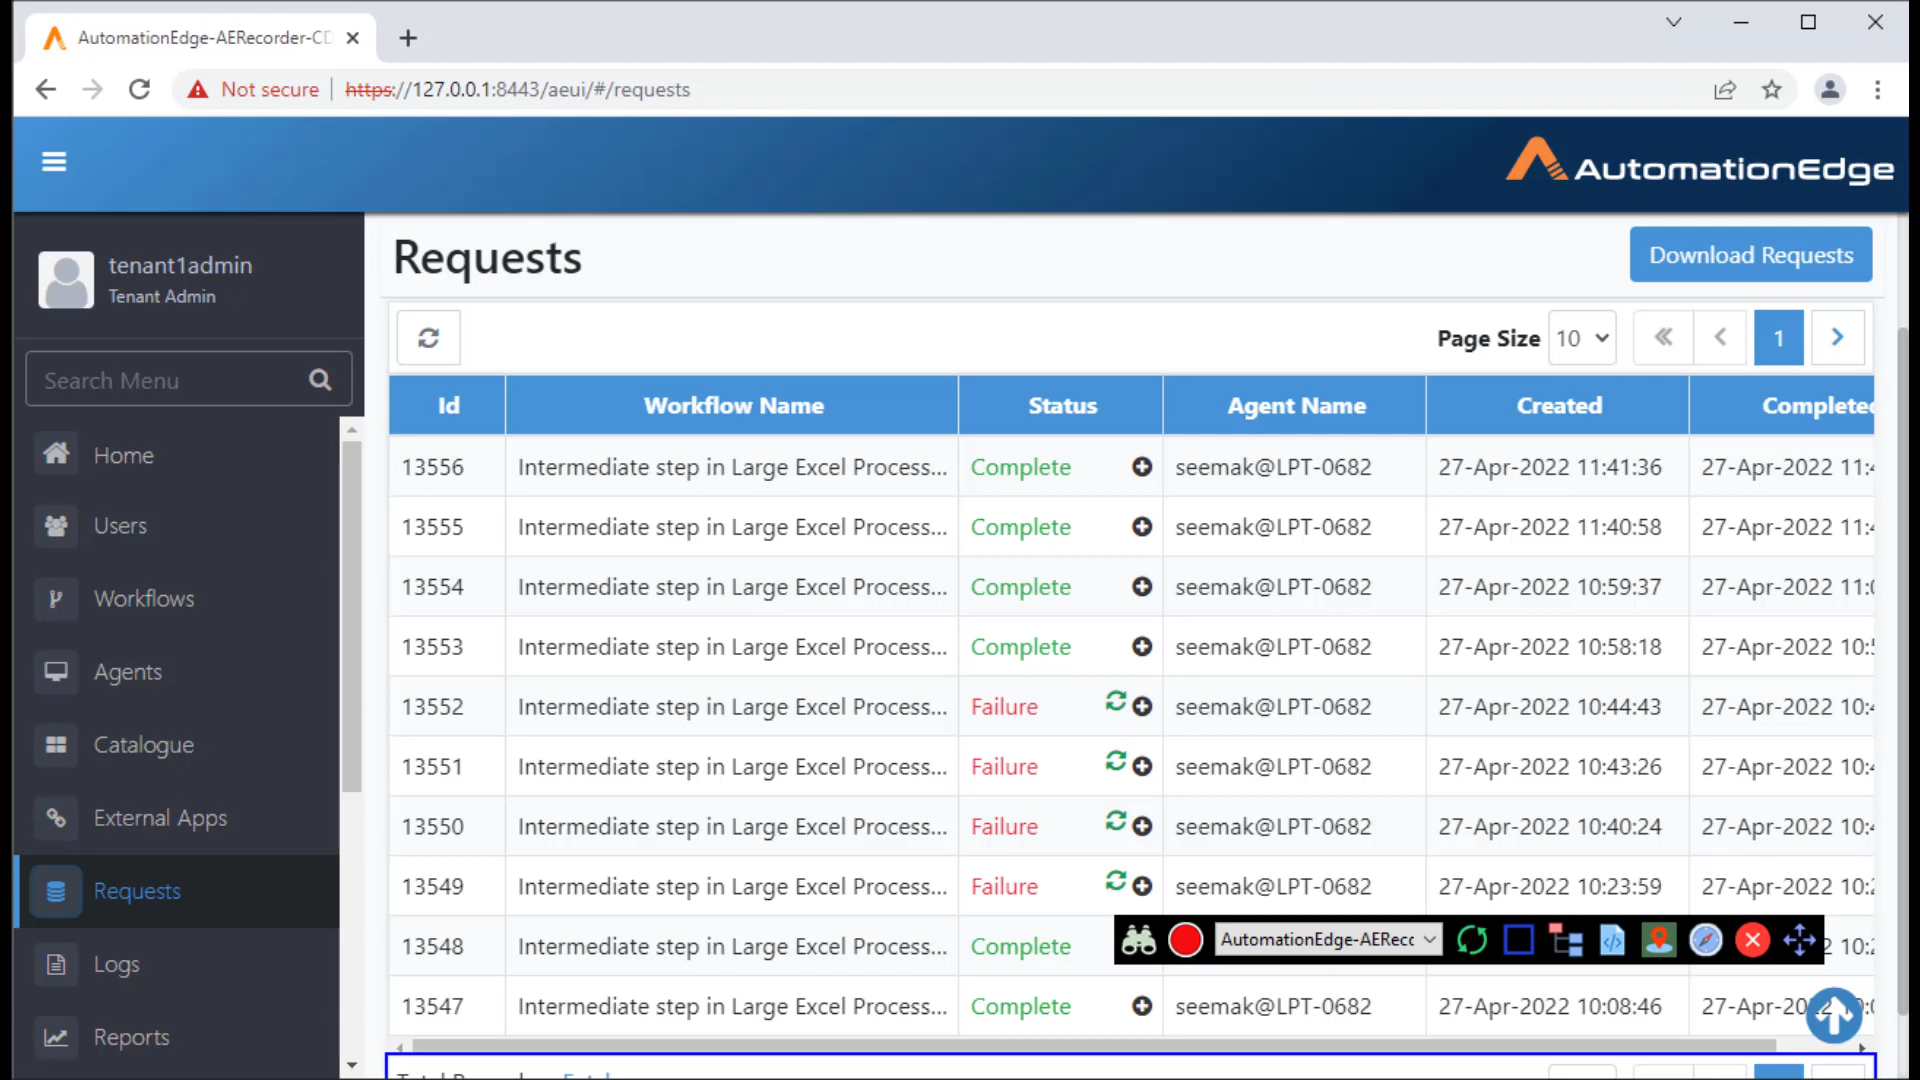 AutomationEdge-AERecorder-CD
Not secure
https://127.0.0.1:8443/aeui/#/requests
AutomationEdge
tenant1admin
Tenant Admin
Search Menu
Home
Users
Workflows
Agents
Catalogue
External Apps
Requests
Logs
Reports
Requests
Download Requests
Page Size 10 1
Id Workflow Name Status Agent Name Created Completed
13556 Intermediate step in Large Excel Process... Complete seemak@LPT-0682 27-Apr-2022 11:41:36 27-Apr-2022 11:4
13555 Intermediate step in Large Excel Process... Complete seemak@LPT-0682 27-Apr-2022 11:40:58 27-Apr-2022 11:4
13554 Intermediate step in Large Excel Process... Complete seemak@LPT-0682 27-Apr-2022 10:59:37 27-Apr-2022 11:0
13553 Intermediate step in Large Excel Process... Complete seemak@LPT-0682 27-Apr-2022 10:58:18 27-Apr-2022 10:5
13552 Intermediate step in Large Excel Process... Failure seemak@LPT-0682 27-Apr-2022 10:44:43 27-Apr-2022 10:4
13551 Intermediate step in Large Excel Process... Failure seemak@LPT-0682 27-Apr-2022 10:43:26 27-Apr-2022 10:4
13550 Intermediate step in Large Excel Process... Failure seemak@LPT-0682 27-Apr-2022 10:40:24 27-Apr-2022 10:4
13549 Intermediate step in Large Excel Process... Failure seemak@LPT-0682 27-Apr-2022 10:23:59 27-Apr-2022 10:2
13548 Intermediate step in Large Excel Process... Complete AutomationEdge-AERecc 2 10:2
13547 Intermediate step in Large Excel Process... Complete seemak@LPT-0682 27-Apr-2022 10:08:46 27-Apr-20